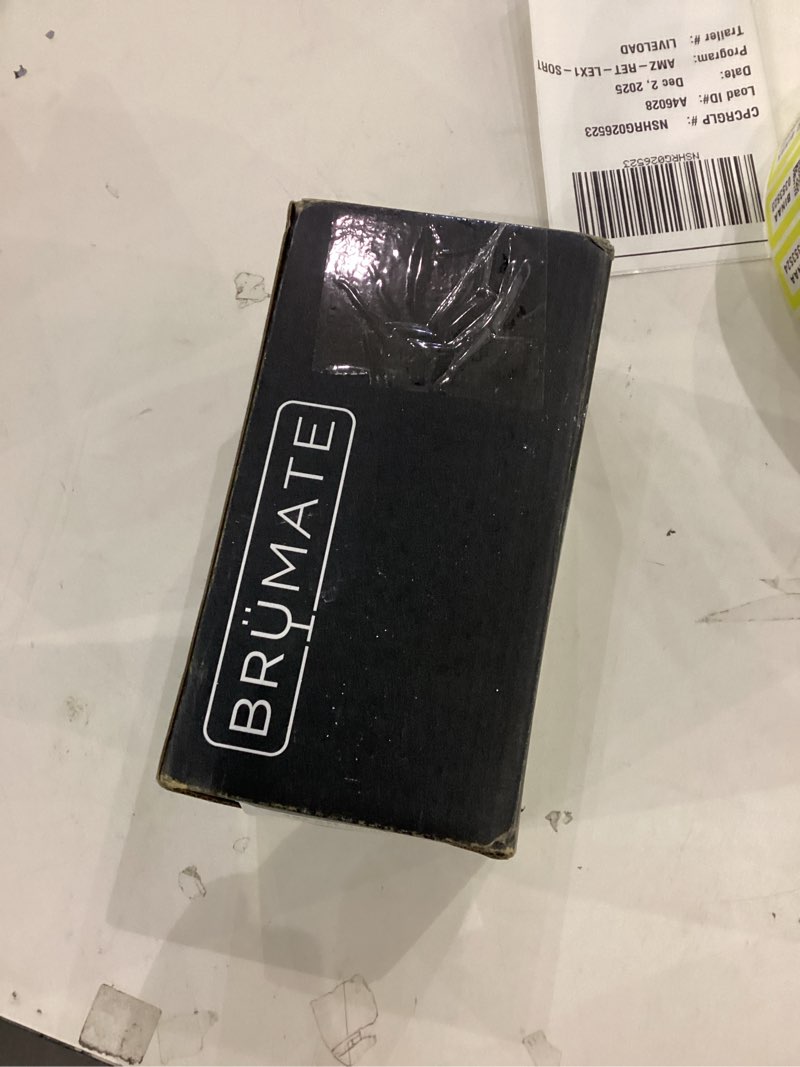 BRÜMATE
CPCRGLP #: NSHRG026523
Load ID#: A46028
Date: Dec 2, 2025
Program: AMZ-RET-LEX1-SORT
Trailer #: LIVELOAD
NSHRG026523